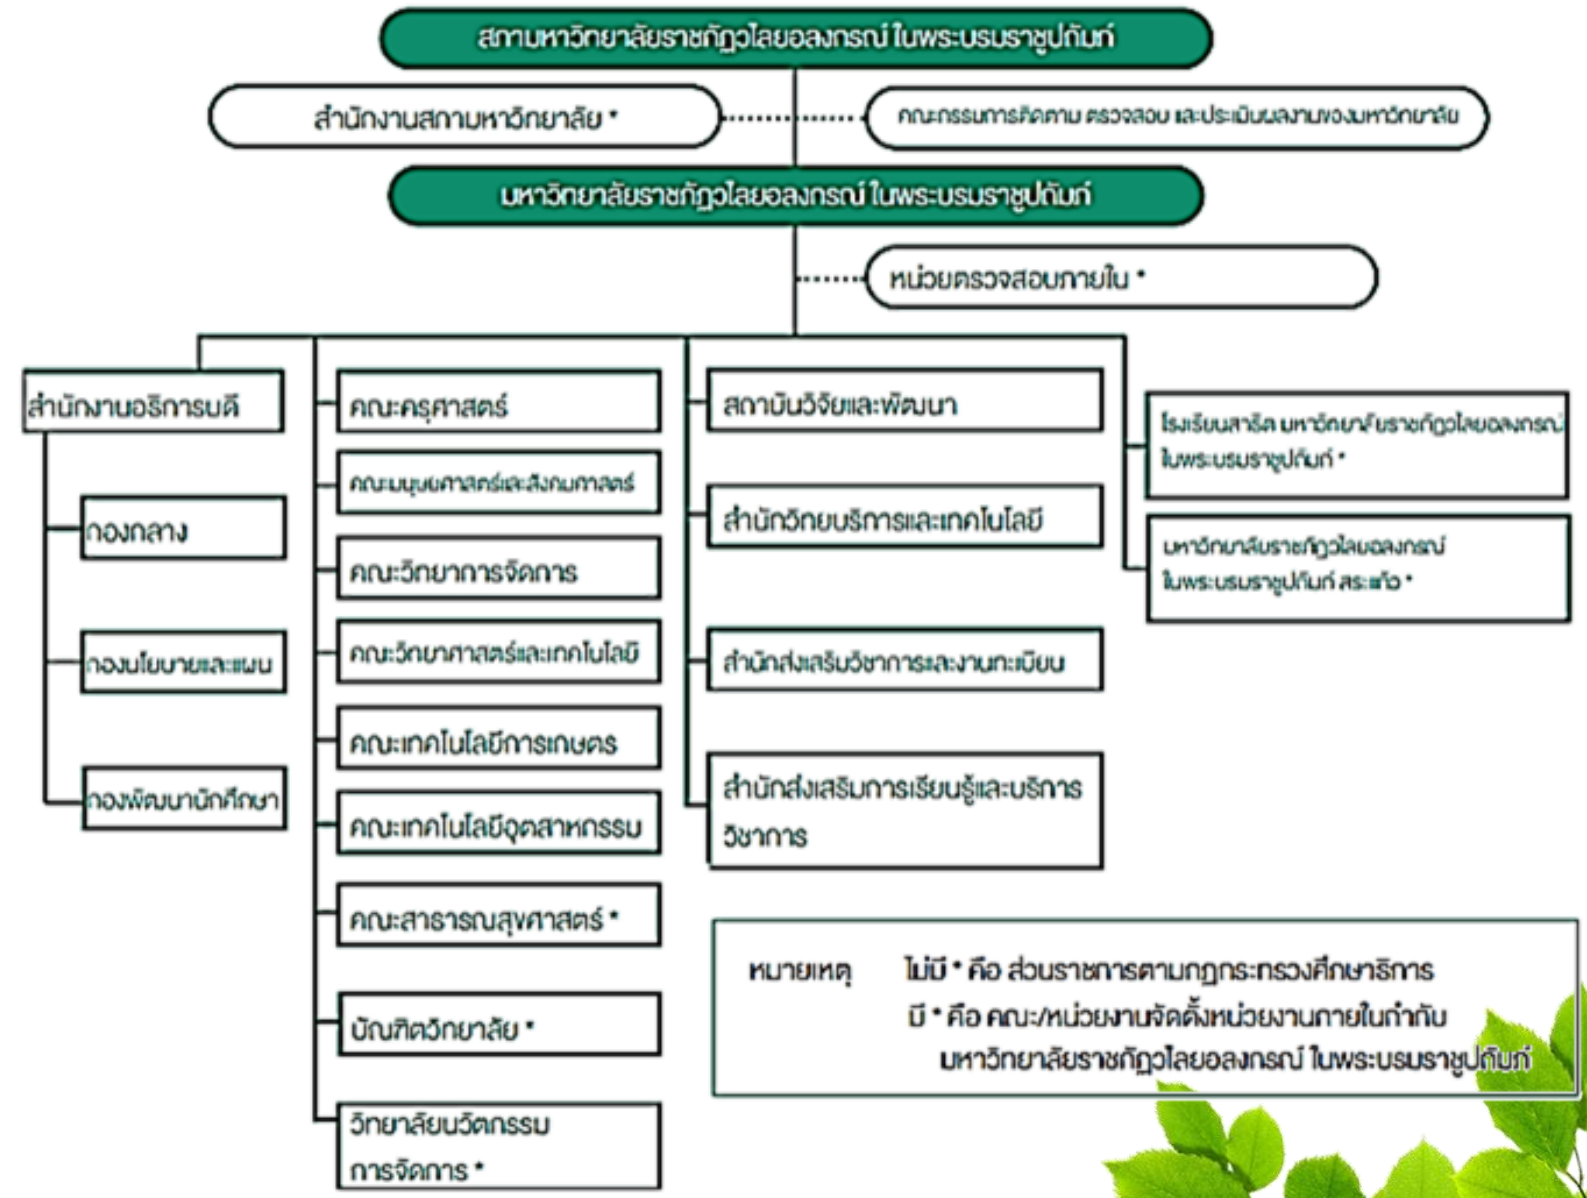 สภามหาวิทยาลัยราชภัฏวไลยอลงกรณ์ ในพระบรมราชูปถัมภ์
สำนักงานสภามหาวิทยาลัย *
คณะกรรมการติดตาม ตรวจสอบ และประเมินผลงานของมหาวิทยาลัย
มหาวิทยาลัยราชภัฏวไลยอลงกรณ์ ในพระบรมราชูปถัมภ์
หน่วยตรวจสอบภายใน *
สำนักงานอธิการบดี
กองกลาง
กองนโยบายและแผน
กองพัฒนานักศึกษา
คณะครุศาสตร์
คณะมนุษยศาสตร์และสังคมศาสตร์
คณะวิทยาการจัดการ
คณะวิทยาศาสตร์และเทคโนโลยี
คณะเทคโนโลยีการเกษตร
คณะเทคโนโลยีอุตสาหกรรม
คณะสาธารณสุขศาสตร์ *
บัณฑิตวิทยาลัย *
วิทยาลัยนวัตกรรม
การจัดการ *
สถาบันวิจัยและพัฒนา
สำนักวิทยบริการและเทคโนโลยี
สำนักส่งเสริมวิชาการและงานทะเบียน
สำนักส่งเสริมการเรียนรู้และบริการ
วิชาการ
โรงเรียนสาธิต มหาวิทยาลัยราชภัฏวไลยอลงกรณ์
ในพระบรมราชูปถัมภ์ *
มหาวิทยาลัยราชภัฏวไลยอลงกรณ์
ในพระบรมราชูปถัมภ์ สระแก้ว *
หมายเหตุ ไม่มี * คือ ส่วนราชการตามกฎกระทรวงศึกษาธิการ
มี * คือ คณะ/หน่วยงานจัดตั้งหน่วยงานภายในกำกับ
มหาวิทยาลัยราชภัฏวไลยอลงกรณ์ ในพระบรมราชูปถัมภ์